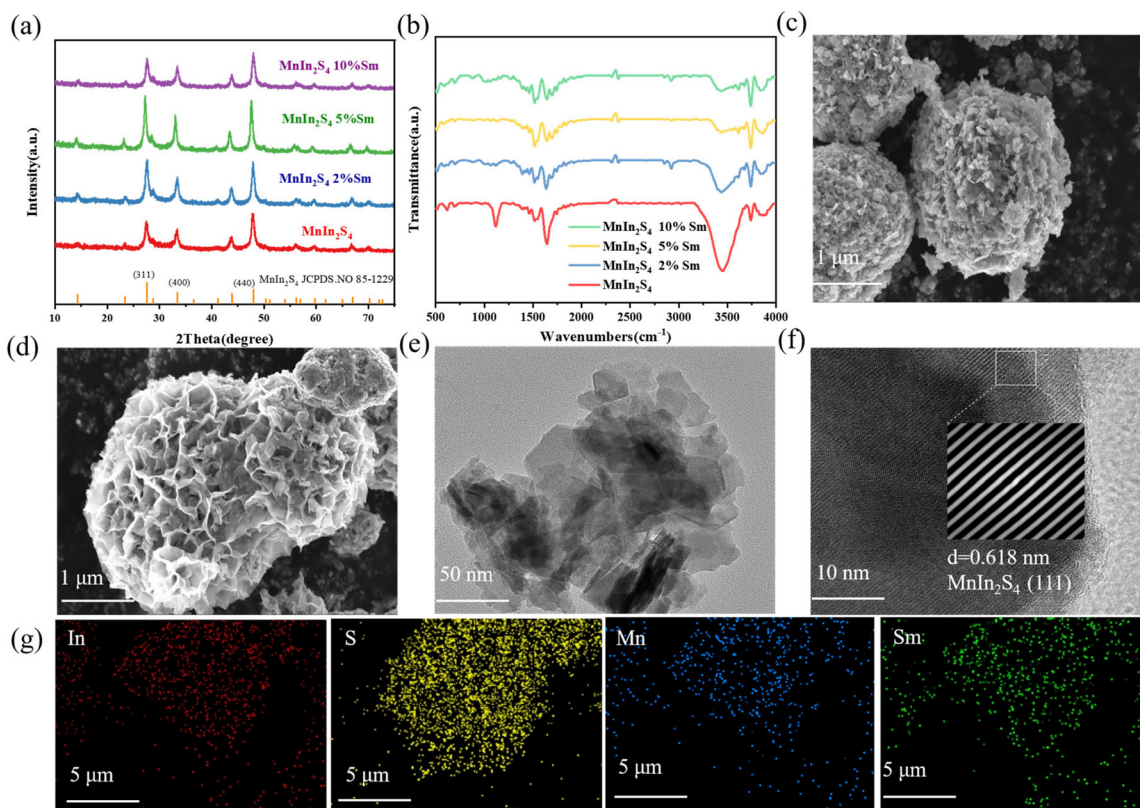 (a)
MnIn₂S₄ 10%Sm
MnIn₂S₄ 5%Sm
MnIn₂S₄ 2%Sm
MnIn₂S₄
(311)
(400)
(440)
MnIn₂S₄ JCPDS.NO 85-1229
Intensity(a.u.)
10 20 30 40 50 60 70
2Theta(degree)
(b)
Transmittance(a.u.)
MnIn₂S₄ 10% Sm
MnIn₂S₄ 5% Sm
MnIn₂S₄ 2% Sm
MnIn₂S₄
500 1000 1500 2000 2500 3000 3500 4000
Wavenumbers(cm⁻¹)
(c)
1 μm
(d)
1 μm
(e)
50 nm
(f)
d=0.618 nm
MnIn₂S₄ (111)
10 nm
(g)
In
5 μm
S
5 μm
Mn
5 μm
Sm
5 μm